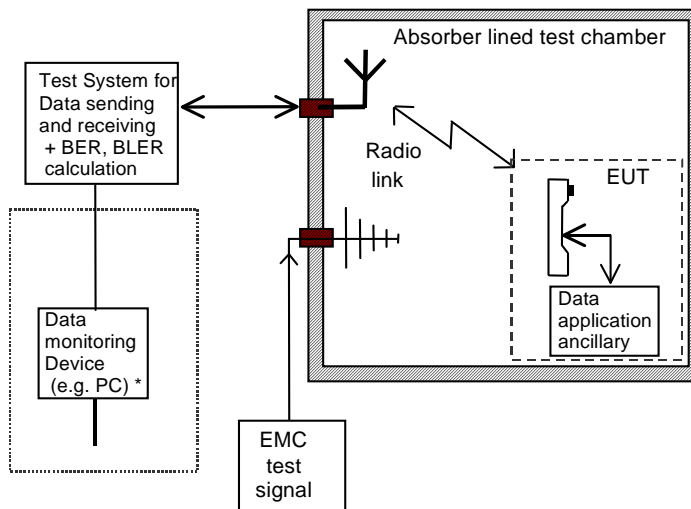 Absorber lined test chamber
Test System for
Data sending
and receiving
+ BER, BLER
calculation
Radio
link
EUT
Data
application
ancillary
Data
monitoring
Device
(e.g. PC) *
EMC
test
signal